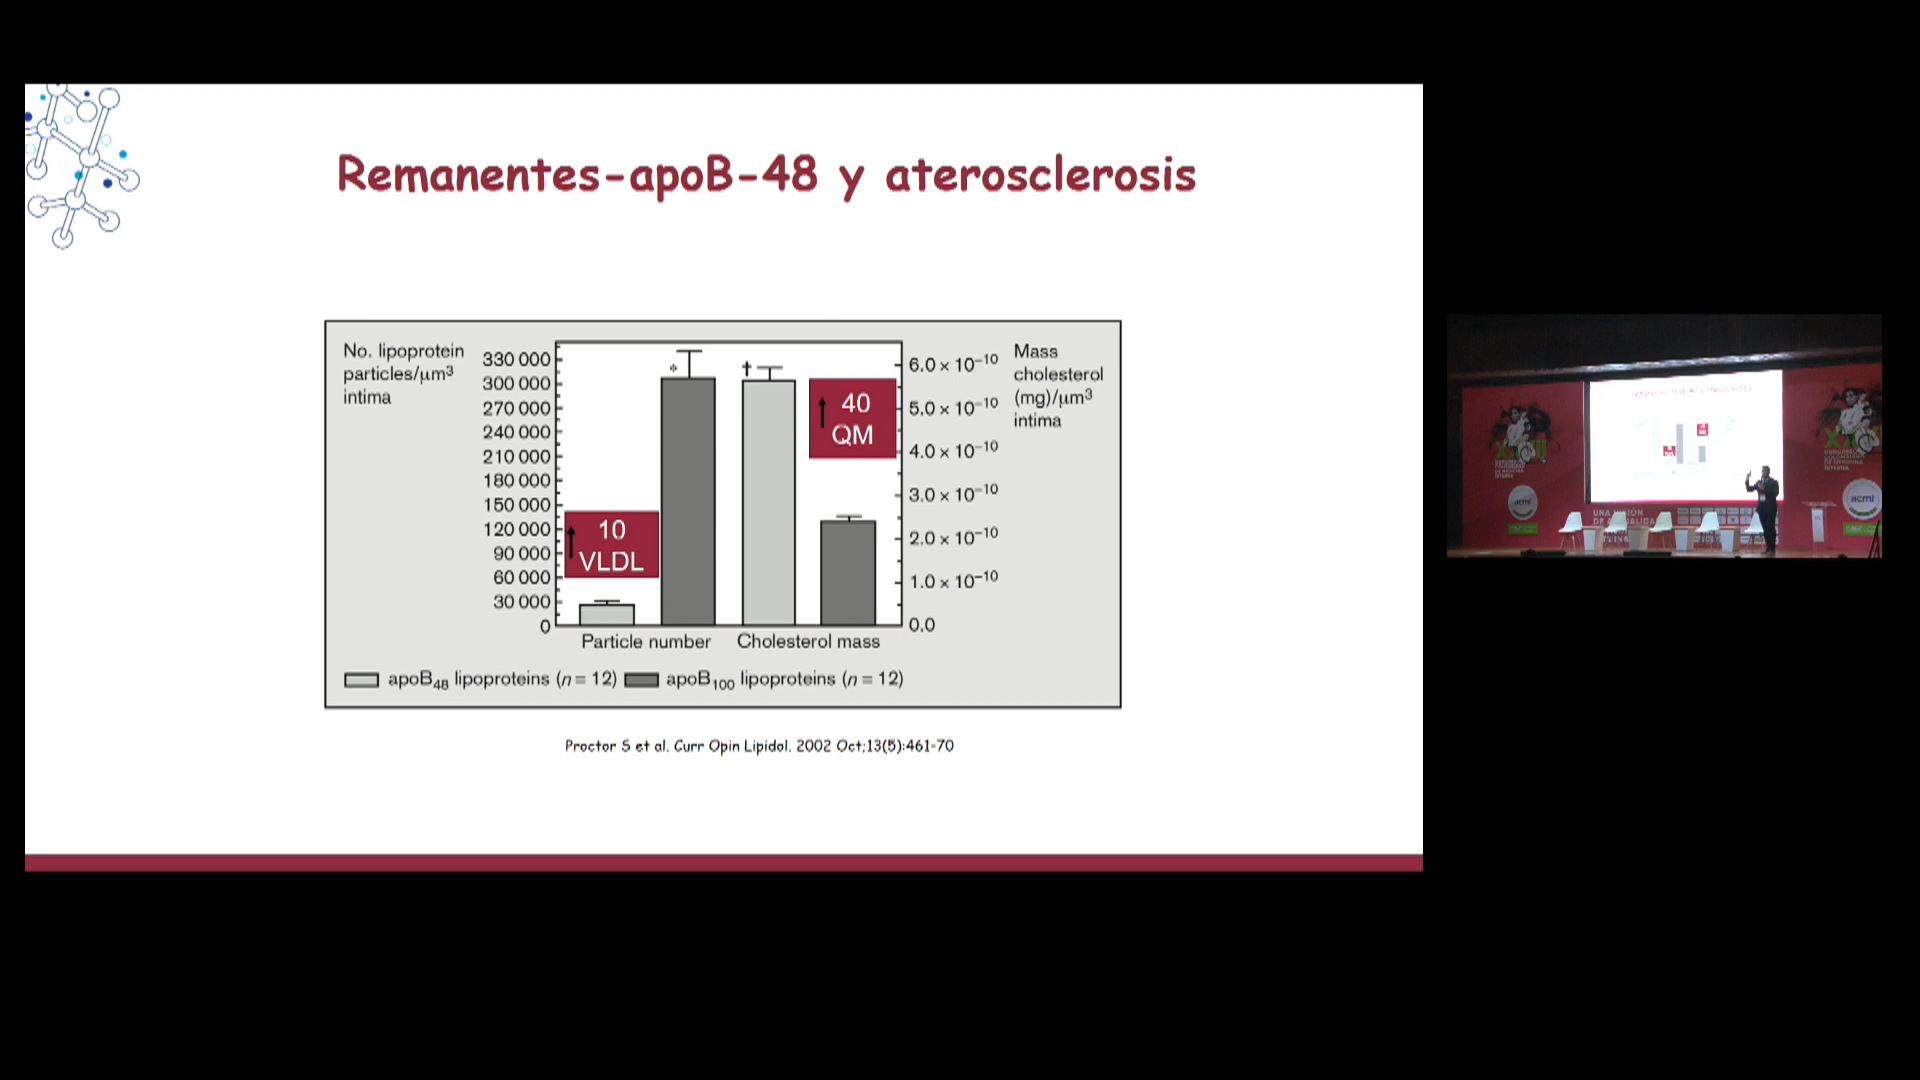 Remanentes-apoB-48 y aterosclerosis
No. lipoprotein
particles/μm³
intima
330 000
300 000
270 000
240 000
210 000
180 000
150 000
120 000
90 000
60 000
30 000
0
*
†
10
VLDL
40
QM
6.0 × 10⁻¹⁰
5.0 × 10⁻¹⁰
4.0 × 10⁻¹⁰
3.0 × 10⁻¹⁰
2.0 × 10⁻¹⁰
1.0 × 10⁻¹⁰
0.0
Mass
cholesterol
(mg)/μm³
intima
Particle number
Cholesterol mass
apoB₄₈ lipoproteins (n = 12)
apoB₁₀₀ lipoproteins (n = 12)
Proctor S et al. Curr Opin Lipidol. 2002 Oct;13(5):461-70
UNA VISIÓN
acmi
acmi